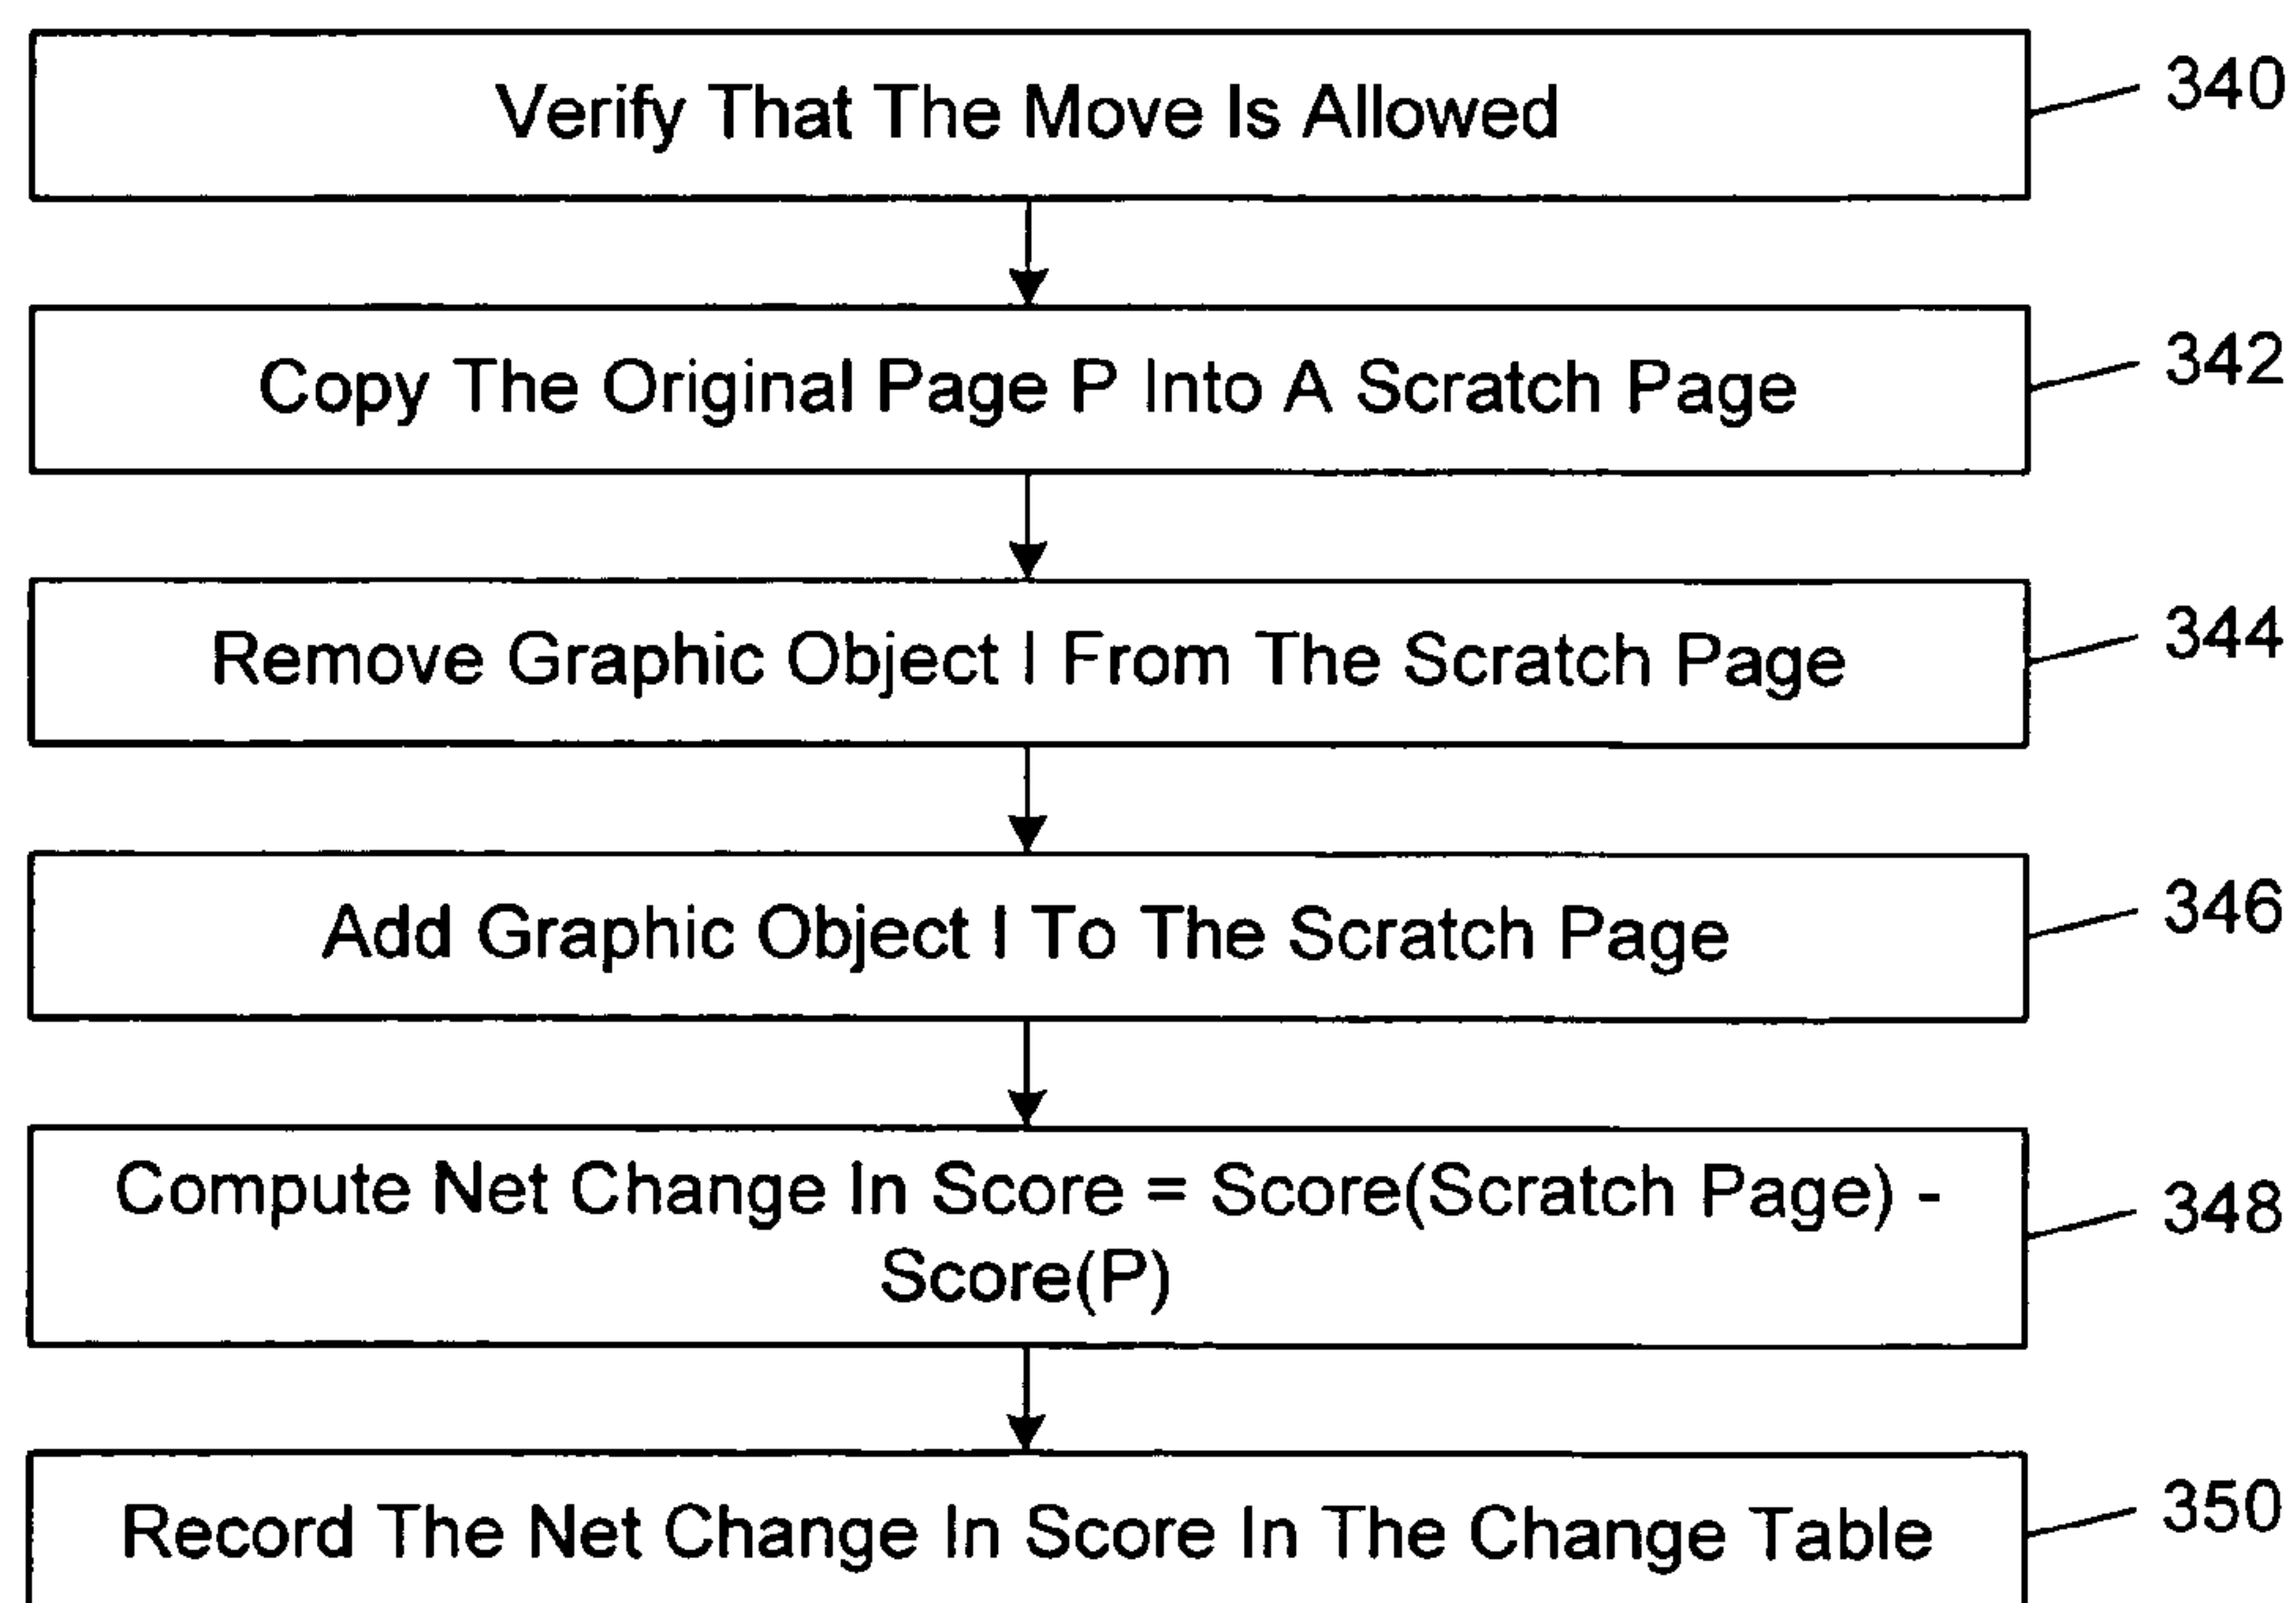 Verify That The Move Is Allowed
340
Copy The Original Page P Into A Scratch Page
342
Remove Graphic Object I From The Scratch Page
344
Add Graphic Object I To The Scratch Page
346
Compute Net Change In Score = Score(Scratch Page) -
Score(P)
348
Record The Net Change In Score In The Change Table
350